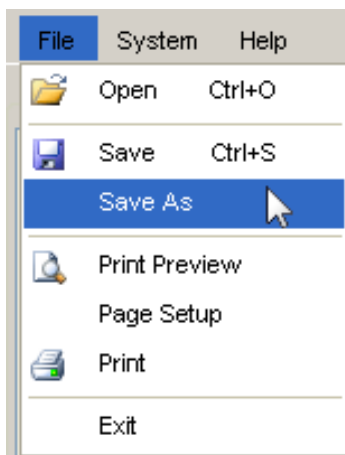 File System Help
Open Ctrl+O
Save Ctrl+S
Save As
Print Preview
Page Setup
Print
Exit